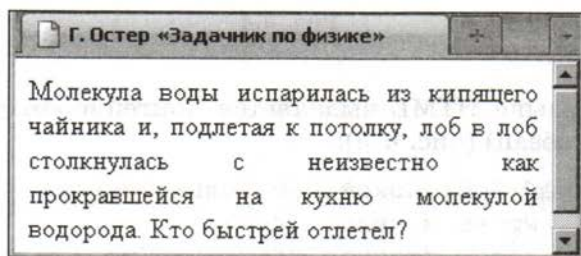 Г. Остер «Задачник по физике»
Молекула воды испарилась из кипящего
чайника и, подлетая к потолку, лоб в лоб
столкнулась с неизвестно как
прокравшейся на кухню молекулой
водорода. Кто быстрей отлетел?